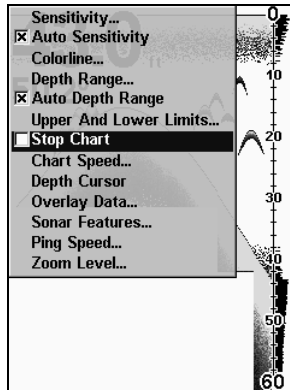 Sensitivity...
Auto Sensitivity
Colorline...
Depth Range...
Auto Depth Range
Upper And Lower Limits...
Stop Chart
Chart Speed...
Depth Cursor
Overlay Data...
Sonar Features...
Ping Speed...
Zoom Level...
0
10
20
30
40
50
60